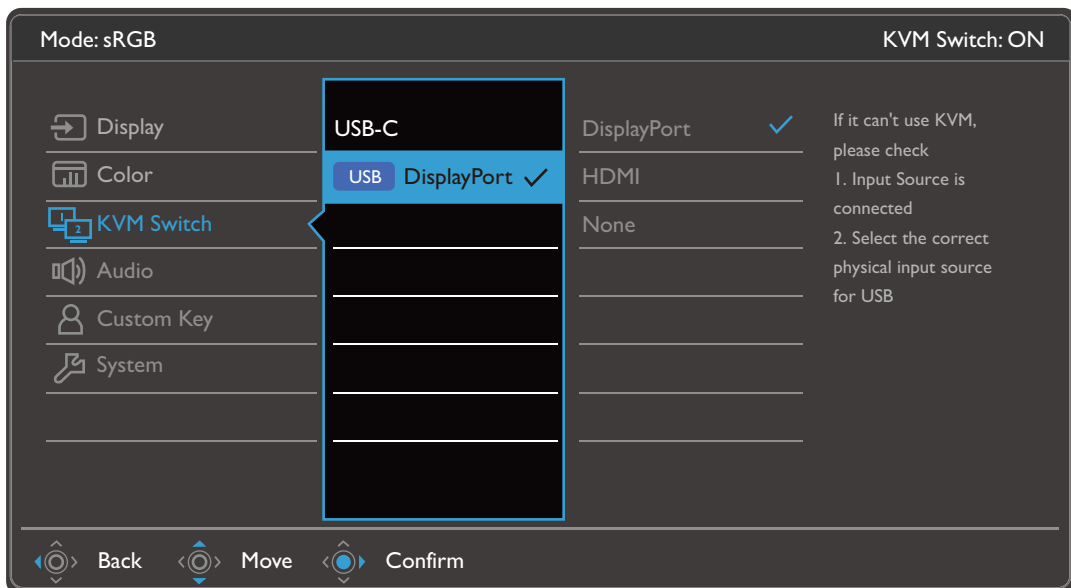 Mode: sRGB
KVM Switch: ON
Display
Color
1
2
KVM Switch
Audio
Custom Key
System
USB-C
USB DisplayPort
DisplayPort
HDMI
None
If it can't use KVM,
please check
1. Input Source is
connected
2. Select the correct
physical input source
for USB
Back
Move
Confirm